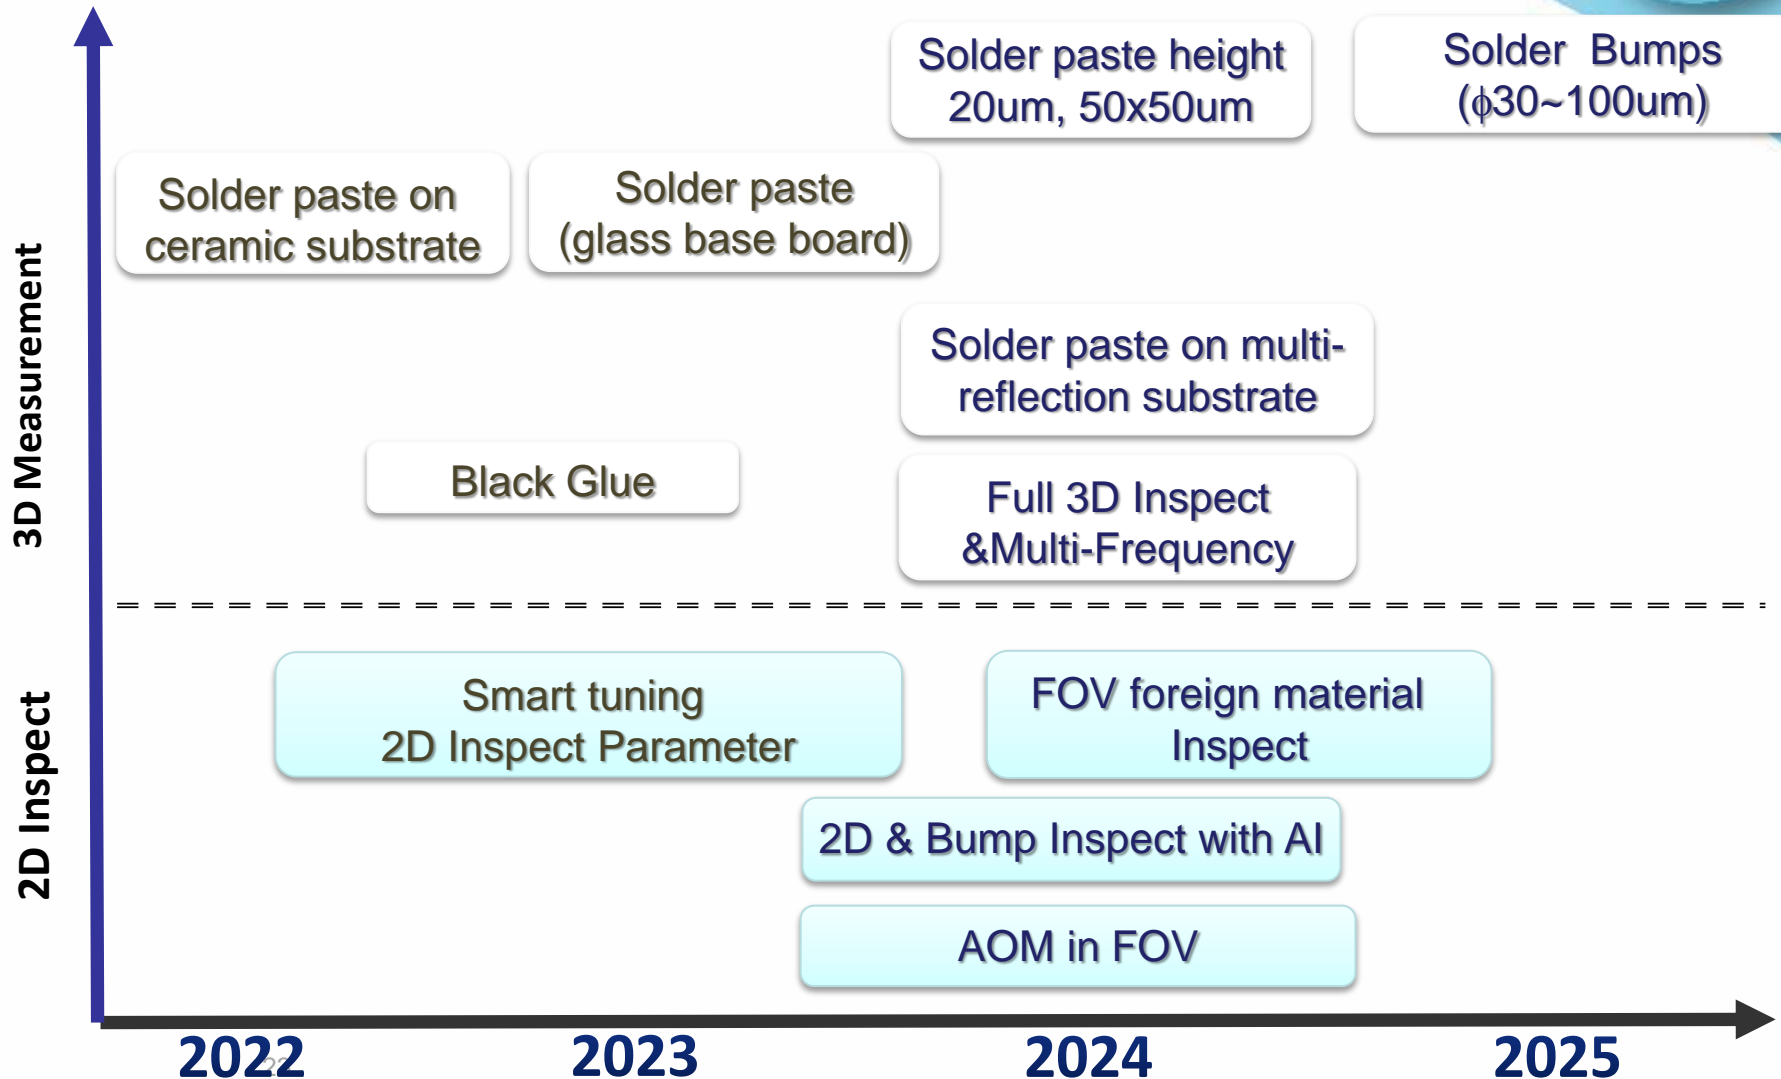 Solder paste height
20um, 50x50um
Solder Bumps
(ϕ30~100um)
Solder paste on
ceramic substrate
Solder paste
(glass base board)
3D Measurement
Solder paste on multi-
reflection substrate
Black Glue
Full 3D Inspect
&Multi-Frequency
2D Inspect
Smart tuning
2D Inspect Parameter
FOV foreign material
Inspect
2D & Bump Inspect with AI
AOM in FOV
2022
2023
2024
2025